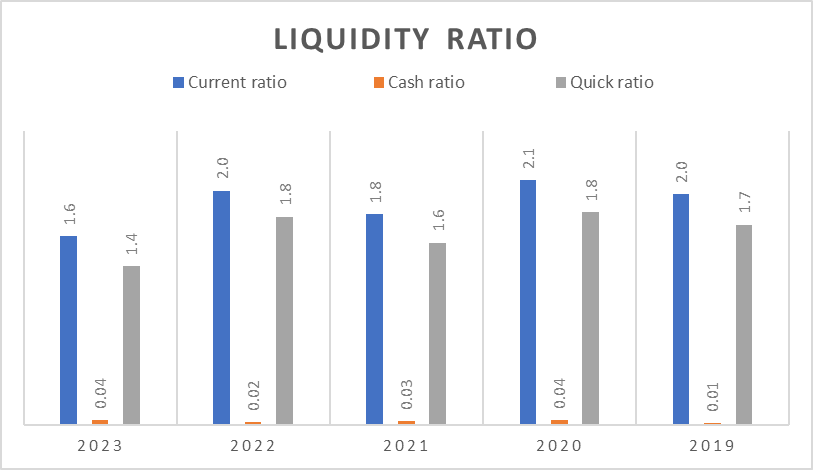 LIQUIDITY RATIO
Current ratio Cash ratio Quick ratio
1.6 0.04 1.4 2.0 0.02 1.8 1.8 0.03 1.6 2.1 0.04 1.8 2.0 0.01 1.7
2023 2022 2021 2020 2019